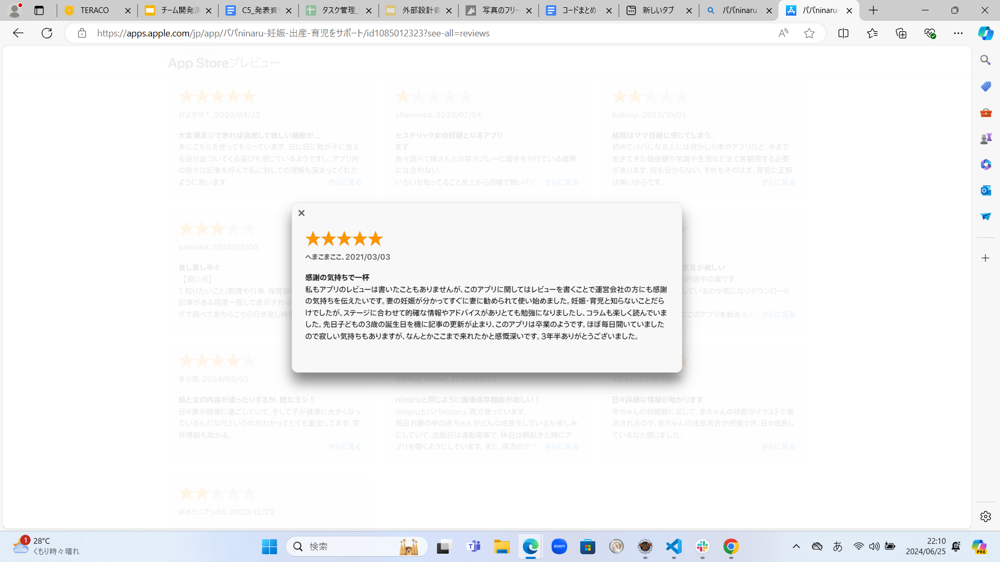 TERACO
チーム開発演
C5_発表資
タスク管理_
外部設計書
写真のフリー
コードまとめ
新しいタブ
パパninaru
パパninaru-
https://apps.apple.com/jp/app/パパninaru-妊娠-出産-育児をサポート/id1085012323?see-all=reviews
App Storeプレビュー
ぴよすけ*、2020/04/22
大変満足☺できれば追加して欲しい機能が...
夫にこちらを使ってもらっています。日に日に我が子に会え
る日が近づいてくる喜びも感じているようですし、アプリ内
の色々な記事を呼んで私に対しての理解も深まってくれた
ように思います。
さらに見る
shinmoca、2023/07/04
ヒステリック女の奴隷となるアプリ
まず
色々調べて嫁さんとの協力プレーに磨きをかけている諸君
には合わない。
いちいち知ってることを上から目線で説いてくる さらに見る
Kokoip、2023/10/01
結局はママ目線に感じてしまう。
初めてパパになる人には何かしら本やアプリなど、今まで
生きてきた価値観や常識や生活など全て客観視する必要
があります。何も分からない、それもそのはず、育児に正解
は無いからです。
さらに見る
yaetaka、2024/05/06
良し悪し半々
【良い点】
1.知りたいこと(制度や行事、保育園
記事がある程度一覧して表示される
ザで調べてあちらこちら行き来し時間
へまこまここ、2021/03/03
感謝の気持ちで一杯
私もアプリのレビューは書いたこともありませんが、このアプリに関してはレビューを書くことで運営会社の方にも感謝
の気持ちを伝えたいです。妻の妊娠が分かってすぐに妻に勧められて使い始めました。妊娠・育児と知らないことだら
けでしたが、ステージに合わせて的確な情報やアドバイスがありとても勉強になりましたし、コラムも楽しく読んでいま
した。先日子どもの3歳の誕生日を機に記事の更新が止まり、このアプリは卒業のようです。ほぼ毎日開いていました
ので寂しい気持ちもありますが、なんとかここまで来れたかと感慨深いです。3年半ありがとうございました。
文言が欲しい
妊娠中の者です。
しているのか気になりダウンロード
にこのアプリを勧めると さらに見る
多分雨、2024/03/03
絵と文の内容が違ったりするが、概ねヨシ！
日々妻が健康に過ごしていて、そして子が健康に大きくなっ
ているんだなだというのがわかってとても重宝してます。育
休情報も助かる。
さらに見る
GGRed Velvet、2020/03/24
ninaruと同じように画像保存機能が欲しい！
ninaruとパパninaru、両方使っています。
毎日お腹の中の赤ちゃんがどんな成長をしているか楽しみ
にしていて、出勤日は通勤電車で、休日は朝起きた時にア
プリを開くようにしています。また、両方のアプ さらに見る
くにょし、2019/10/05
日々詳細な情報が助かります。
赤ちゃんの妊娠数に応じて、赤ちゃんの状態がイラストで表
示されるので、赤ちゃんの成長具合が把握でき、日々成長し
ているなと感じました。
さらに見る
ポメラニアン55、2020/12/29
1
28°C
くもり時々晴れ
検索
zoom
PRE
あ
22:10
2024/06/25